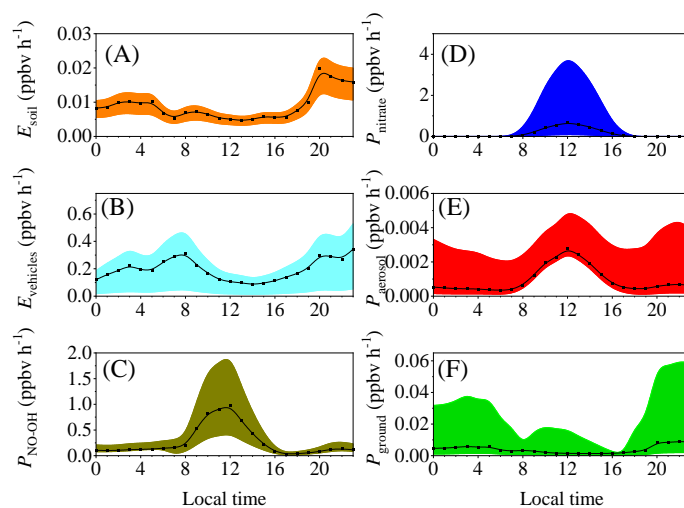 (A)
E_soil (ppbv h⁻¹)
0.03
0.02
0.01
0.00
0 4 8 12 16 20
(B)
E_vehicles (ppbv h⁻¹)
0.6
0.4
0.2
0.0
0 4 8 12 16 20
(C)
P_NO-OH (ppbv h⁻¹)
2.0
1.5
1.0
0.5
0.0
0 4 8 12 16 20
Local time
(D)
P_nitrate (ppbv h⁻¹)
4
2
0
0 4 8 12 16 20
(E)
P_aerosol (ppbv h⁻¹)
0.006
0.004
0.002
0.000
0 4 8 12 16 20
(F)
P_ground (ppbv h⁻¹)
0.06
0.04
0.02
0.00
0 4 8 12 16 20
Local time